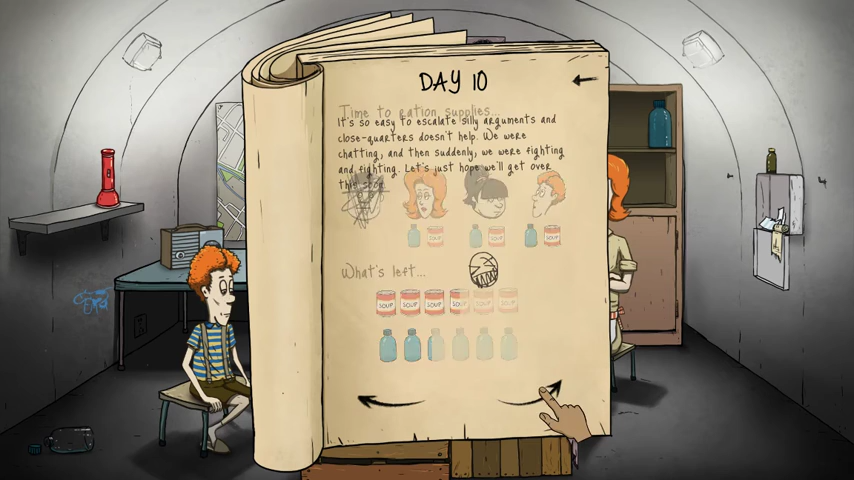 DAY 10
Time to ration supplies...
It's so easy to escalate silly arguments and
close-quarters doesn't help. We were
chatting, and then suddenly, we were fighting
and fighting. Let's just hope we'll get over
this soon.
What's left...
SOUP SOUP SOUP
SOUP SOUP SOUP SOUP SOUP SOUP